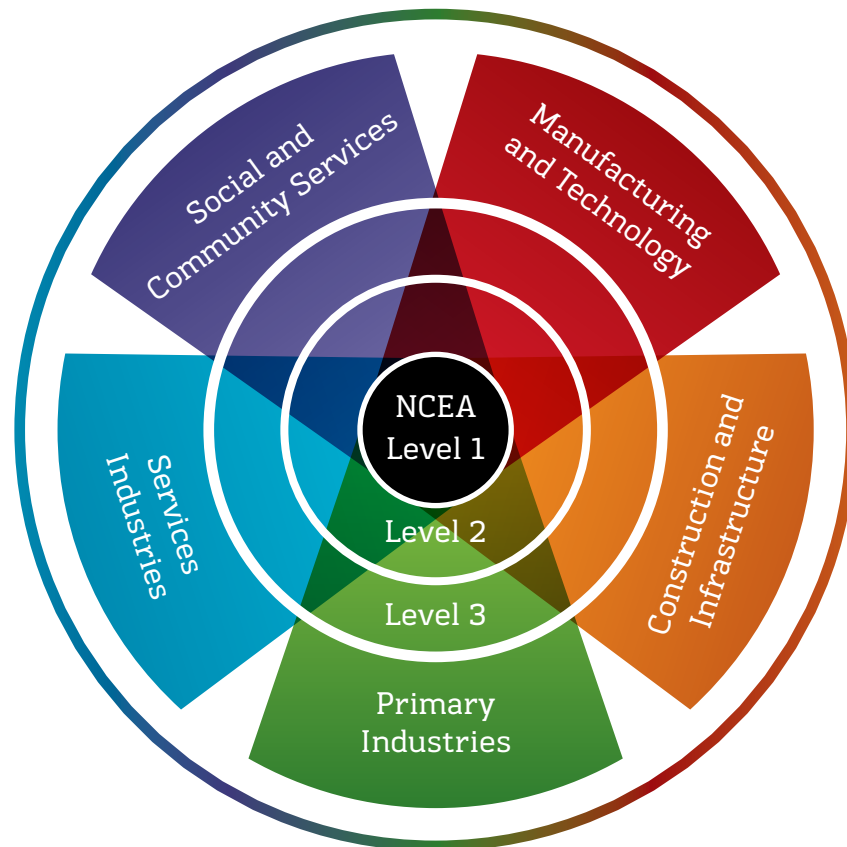 Social and
Community Services
Manufacturing
and Technology
NCEA
Level 1
Services
Industries
Construction and
Infrastructure
Level 2
Level 3
Primary
Industries